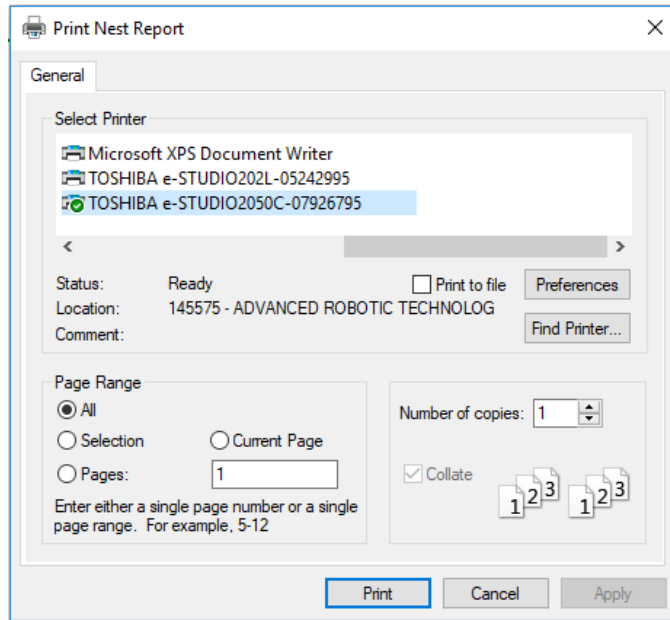 Print Nest Report
General
Select Printer
Microsoft XPS Document Writer
TOSHIBA e-STUDIO202L-05242995
TOSHIBA e-STUDIO2050C-07926795
Status: Ready
Print to file
Preferences
Location: 145575 - ADVANCED ROBOTIC TECHNOLOG
Comment:
Find Printer...
Page Range
All
Selection
Current Page
Pages: 1
Enter either a single page number or a single
page range. For example, 5-12
Number of copies: 1
Collate
1 2 3 1 2 3
Print Cancel Apply